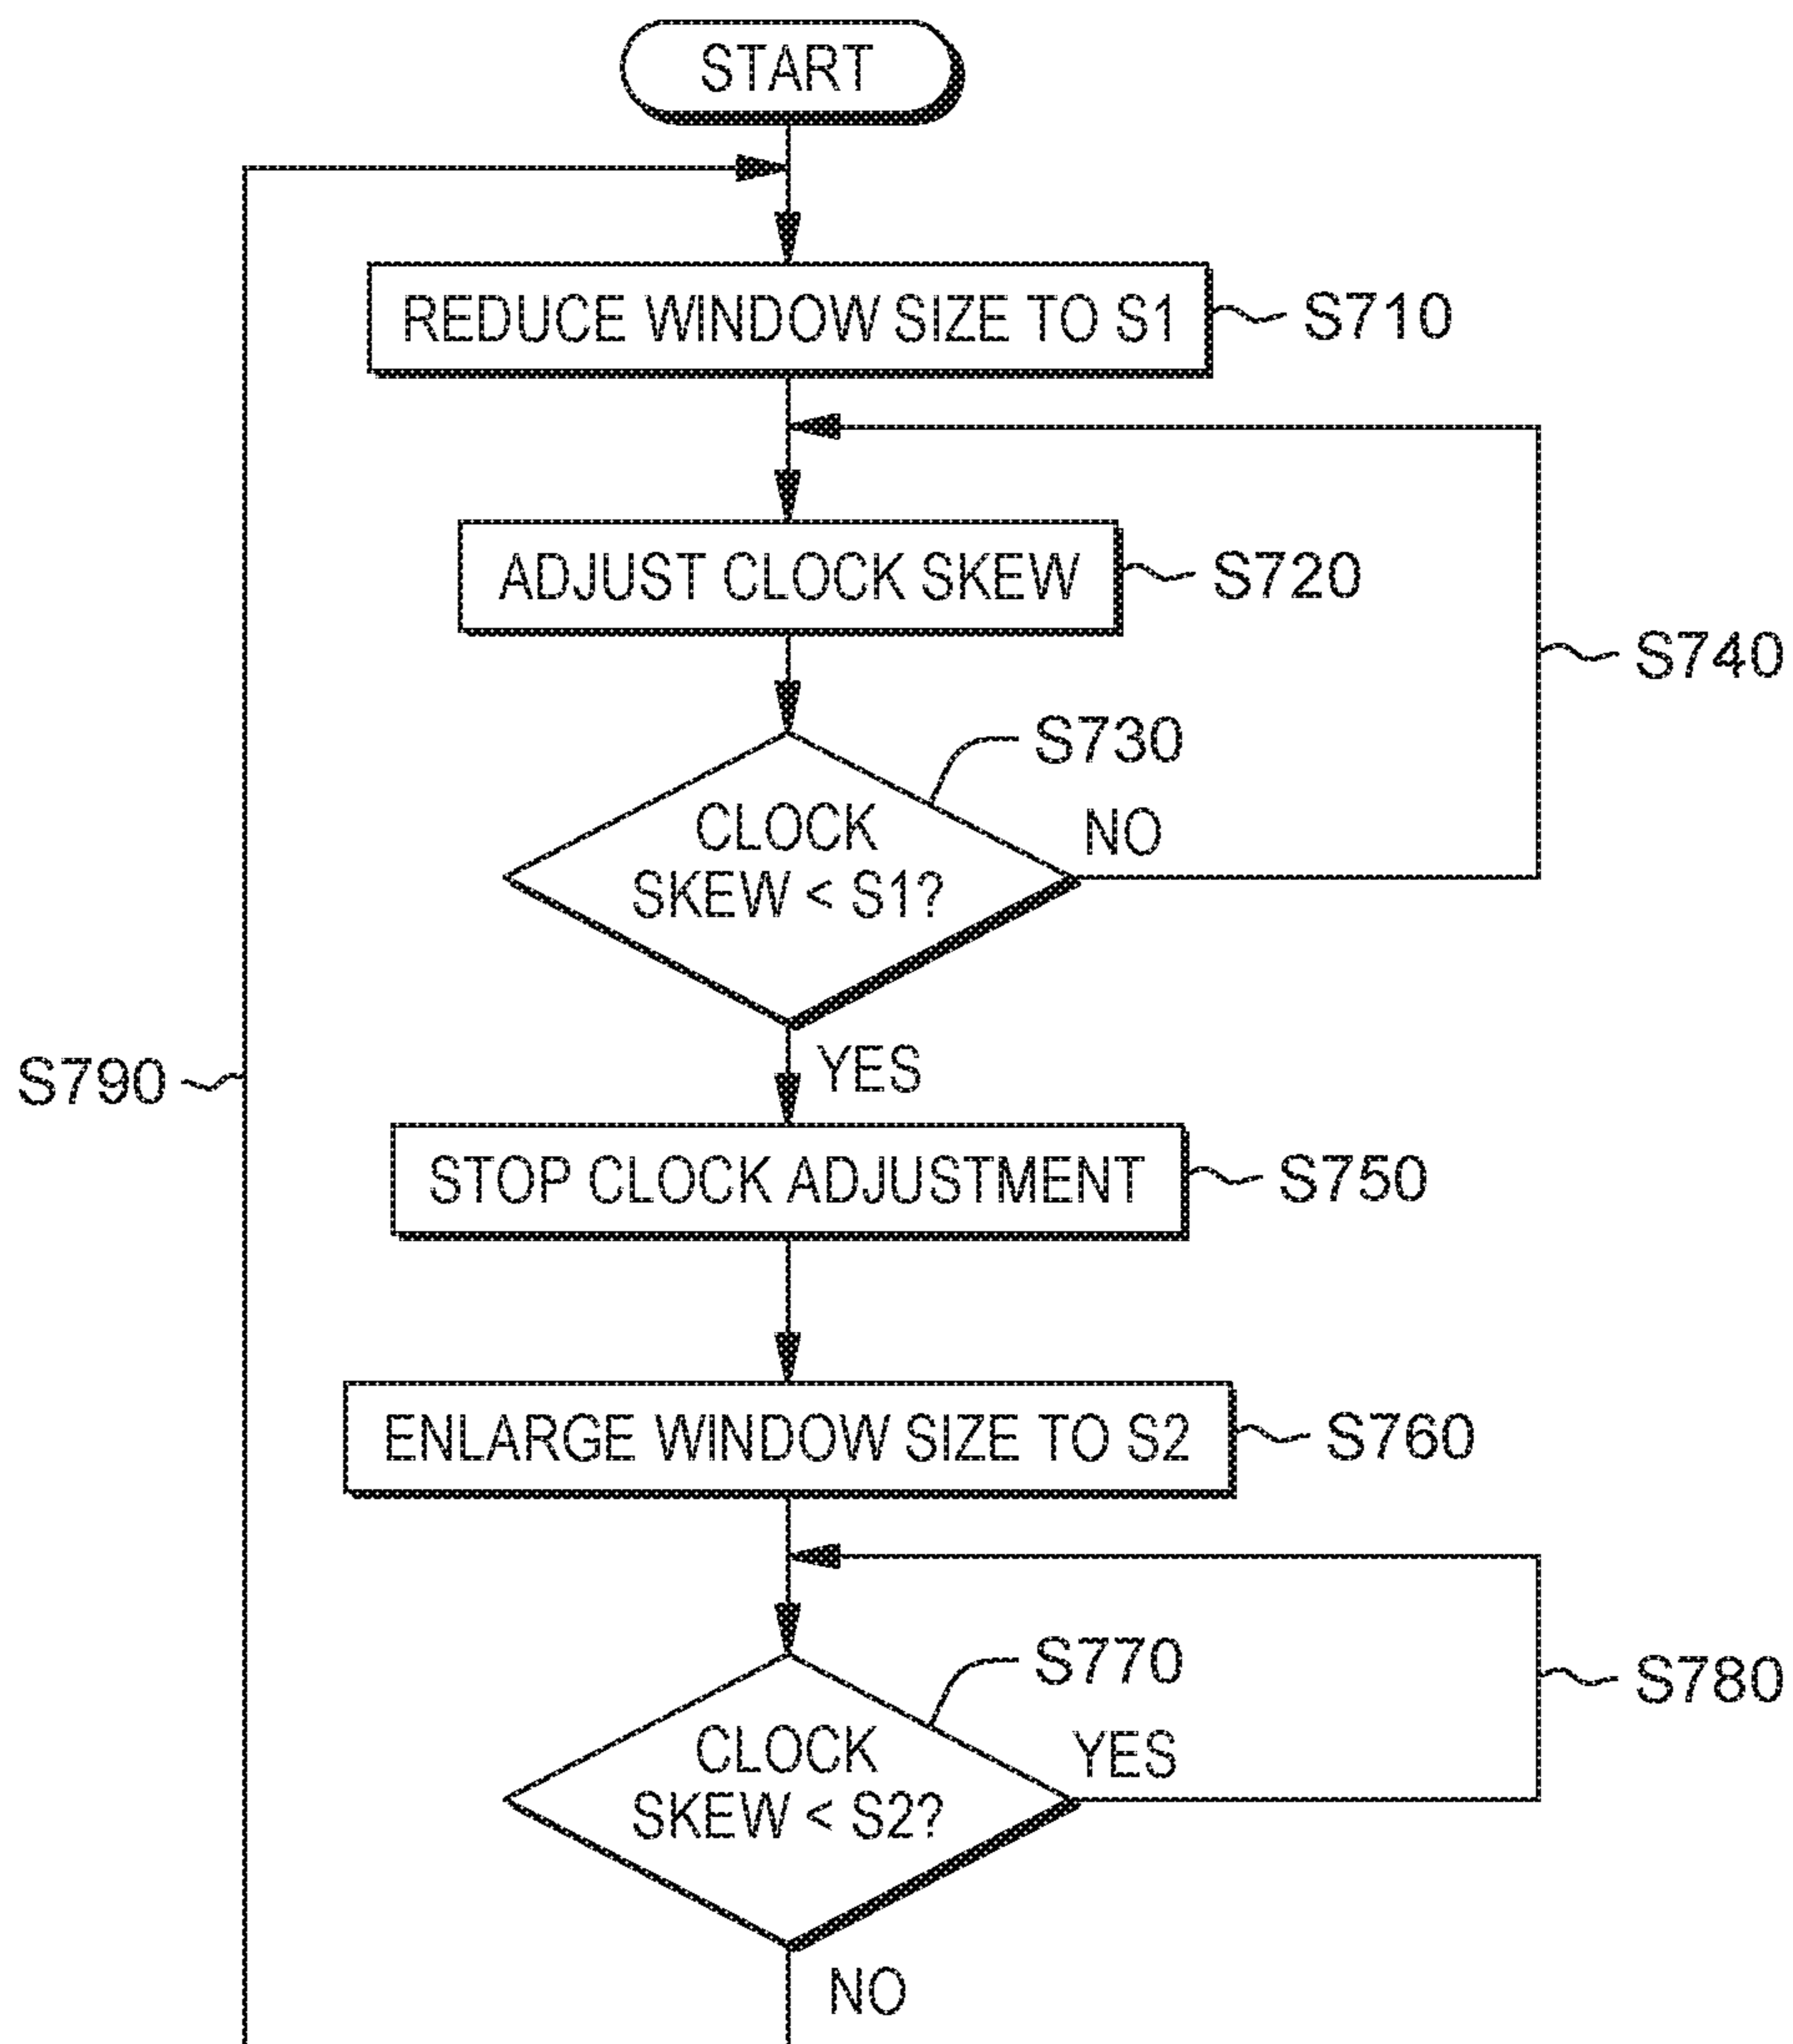 START
REDUCE WINDOW SIZE TO S1
S710
ADJUST CLOCK SKEW
S720
S740
S730
CLOCK
SKEW < S1?
NO
YES
S790
STOP CLOCK ADJUSTMENT
S750
ENLARGE WINDOW SIZE TO S2
S760
S770
S780
CLOCK
SKEW < S2?
YES
NO